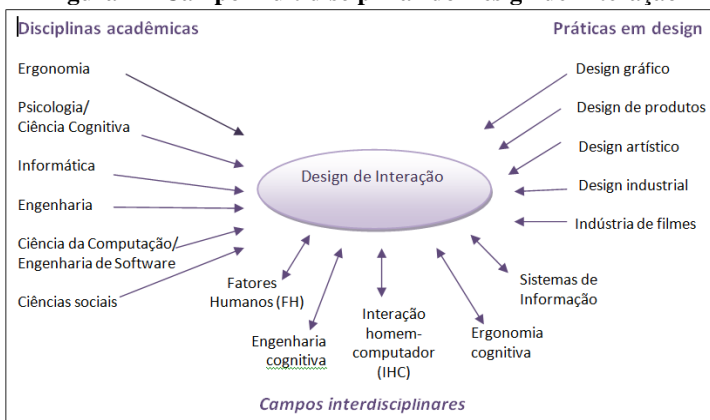 Disciplinas acadêmicas
Práticas em design
Ergonomia
Psicologia/
Ciência Cognitiva
Informática
Engenharia
Ciência da Computação/
Engenharia de Software
Ciências sociais
Design de Interação
Design gráfico
Design de produtos
Design artístico
Design industrial
Indústria de filmes
Fatores
Humanos (FH)
Engenharia
cognitiva
Interação
homem-
computador
(IHC)
Ergonomia
cognitiva
Sistemas de
Informação
Campos interdisciplinares